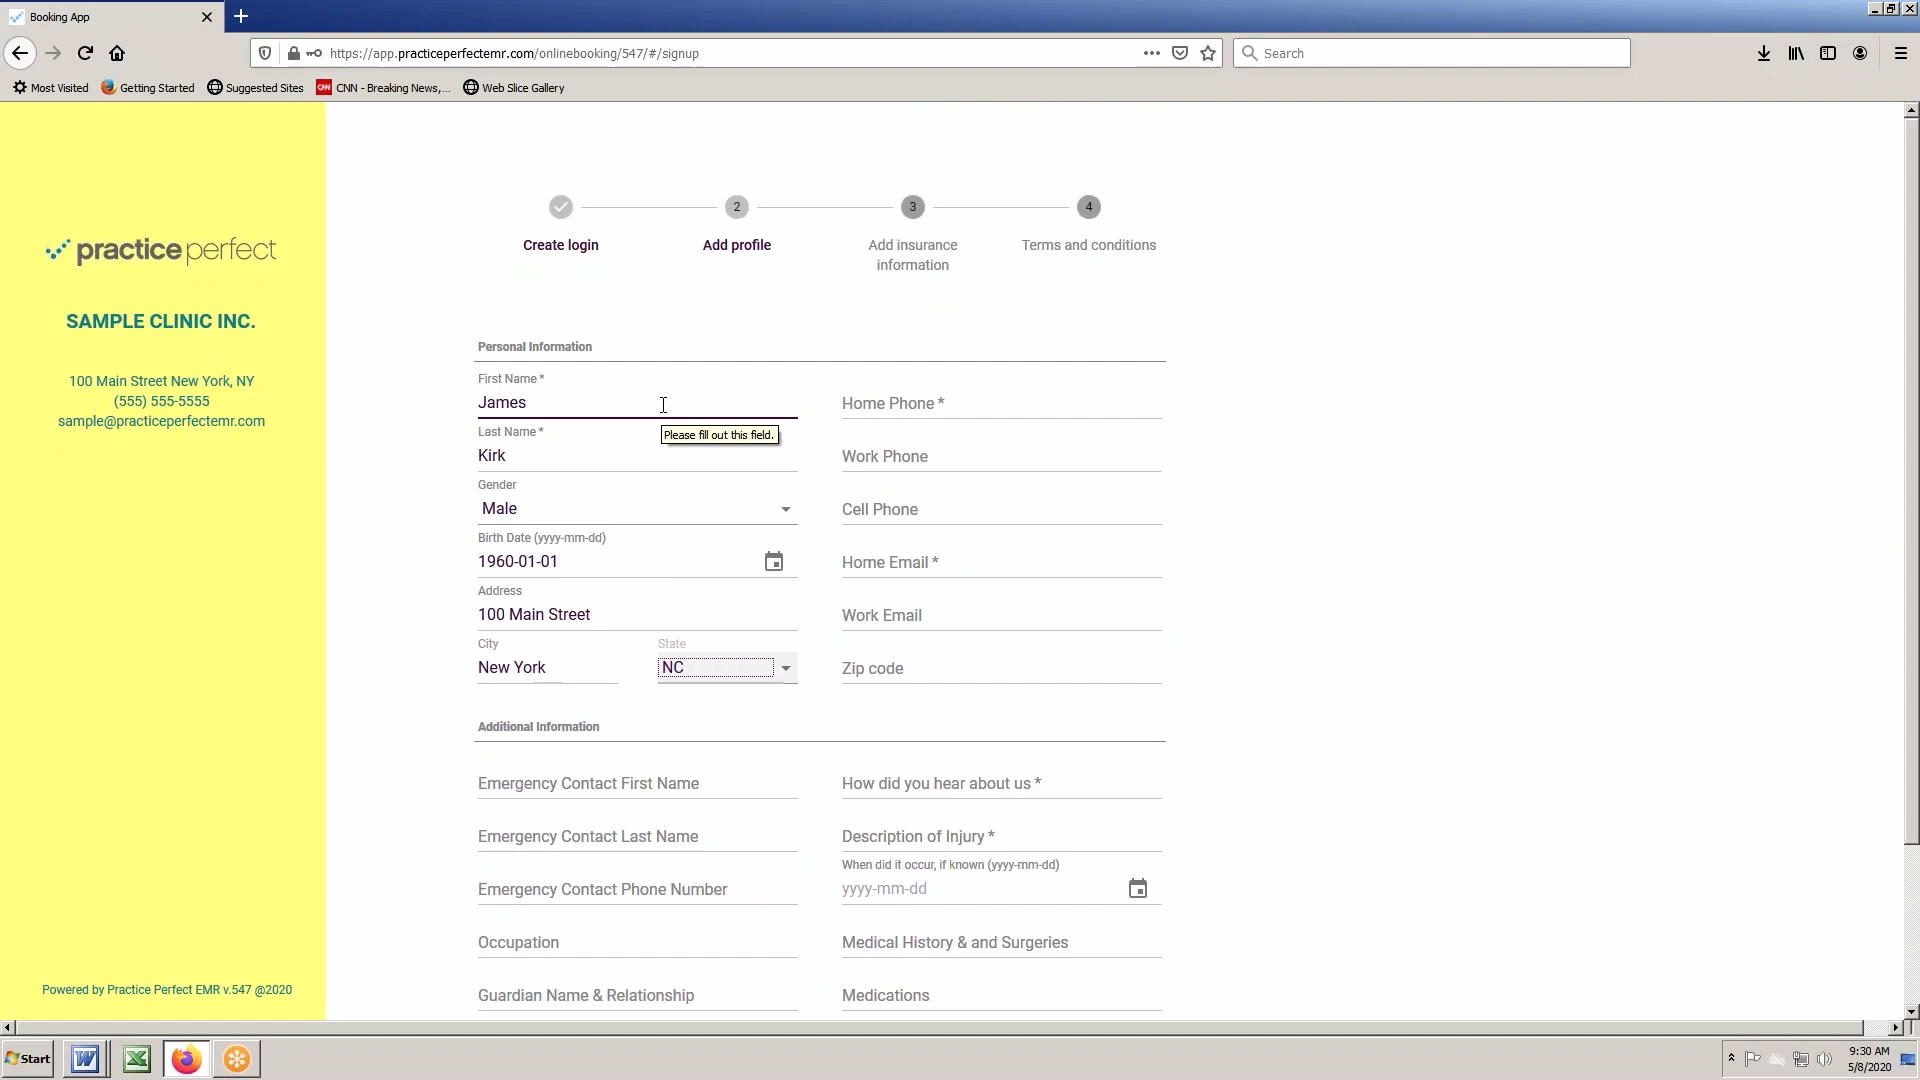 Booking App
https://app.practiceperfectemr.com/onlinebooking/547/#/signup
Search
Most Visited
Getting Started
Suggested Sites
CNN
CNN - Breaking News,...
Web Slice Gallery
practice perfect
SAMPLE CLINIC INC.
100 Main Street New York, NY
(555) 555-5555
sample@practiceperfectemr.com
Powered by Practice Perfect EMR v.547 @2020
2
3
4
Create login
Add profile
Add insurance
information
Terms and conditions
Personal Information
First Name *
James
Please fill out this field.
Last Name *
Kirk
Gender
Male
Birth Date (yyyy-mm-dd)
1960-01-01
Address
100 Main Street
City
New York
State
NC
Home Phone *
Work Phone
Cell Phone
Home Email *
Work Email
Zip code
Additional Information
Emergency Contact First Name
Emergency Contact Last Name
Emergency Contact Phone Number
Occupation
Guardian Name & Relationship
How did you hear about us *
Description of Injury *
When did it occur, if known (yyyy-mm-dd)
yyyy-mm-dd
Medical History & and Surgeries
Medications
Start
9:30 AM
5/8/2020